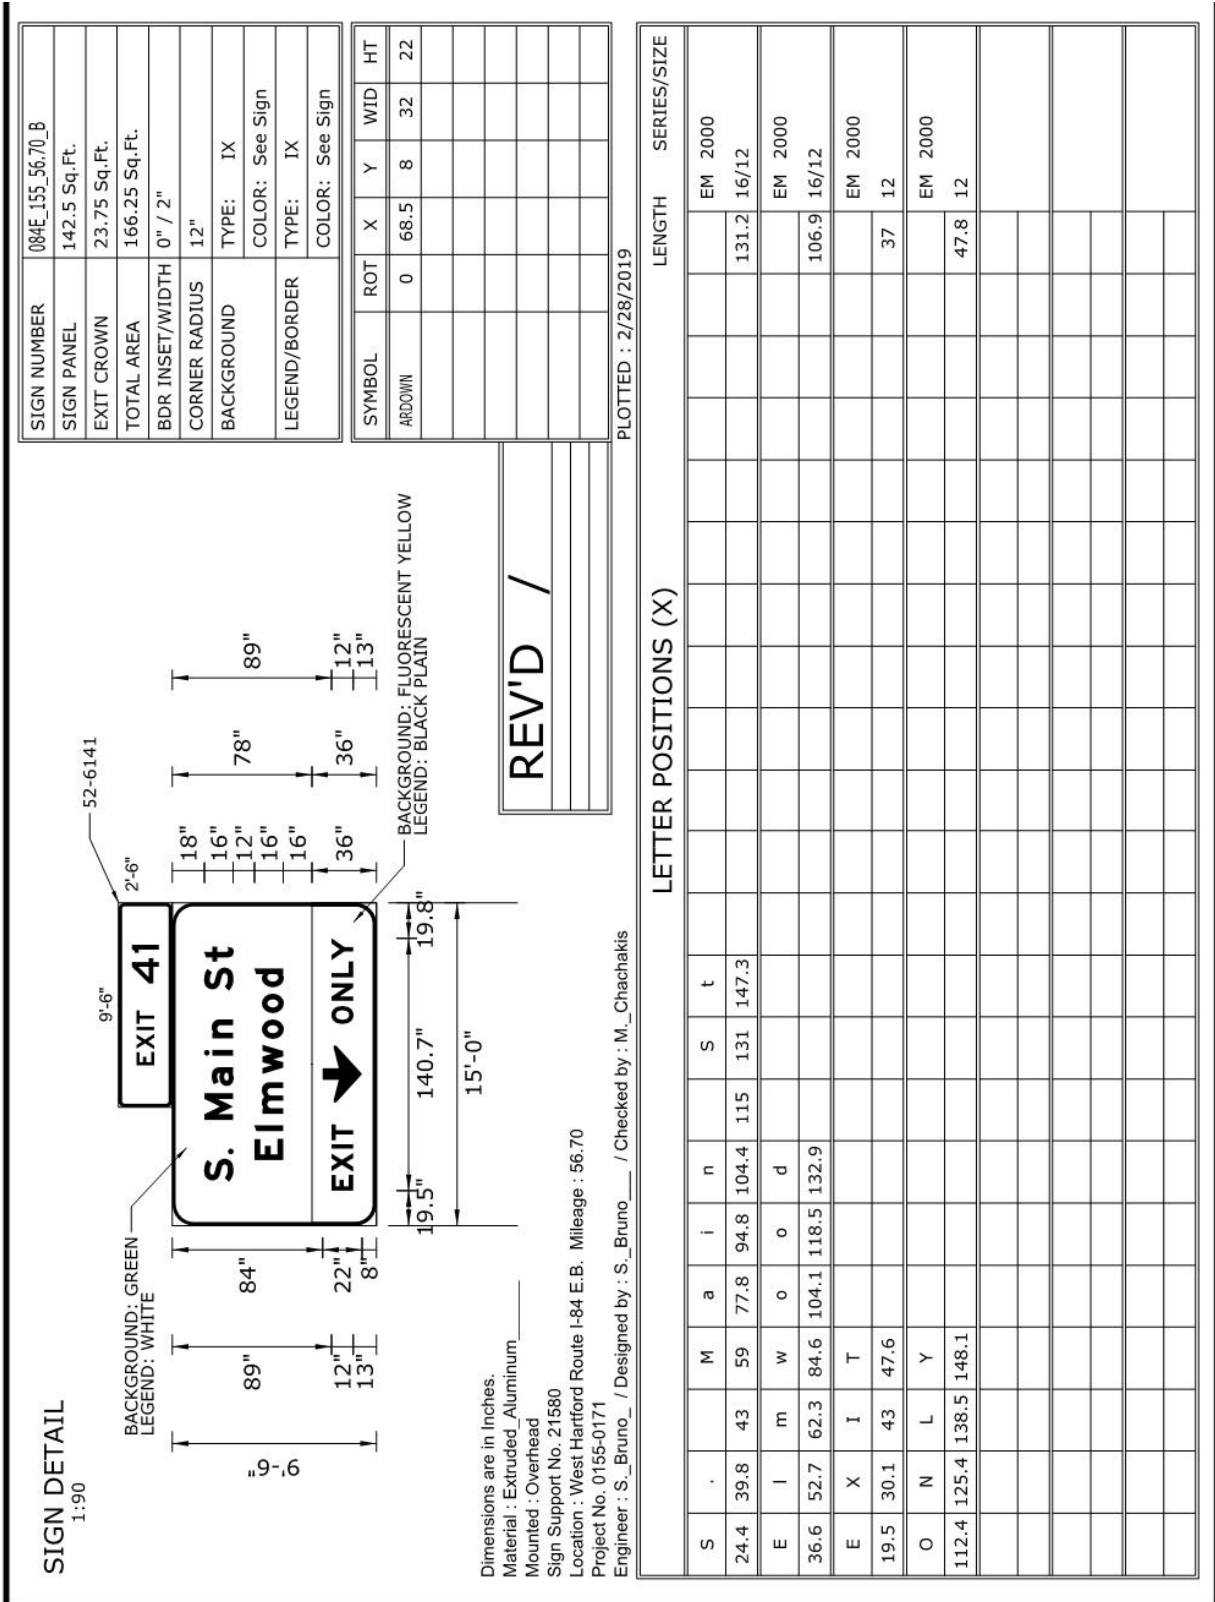 SIGN DETAIL
1:90
BACKGROUND: GREEN
LEGEND: WHITE
52-6141
9'-6"
2'-6"
EXIT 41
S. Main St
Elmwood
EXIT ONLY
9'-6"
89"
12"
13"
84"
22"
8"
18"
16"
12"
16"
16"
36"
78"
36"
89"
12"
13"
19.5"
140.7"
19.8"
15'-0"
BACKGROUND: FLUORESCENT YELLOW
LEGEND: BLACK PLAIN
SIGN NUMBER 084E_155_56.70_B
SIGN PANEL 142.5 Sq.Ft.
EXIT CROWN 23.75 Sq.Ft.
TOTAL AREA 166.25 Sq.Ft.
BDR INSET/WIDTH 0" / 2"
CORNER RADIUS 12"
BACKGROUND TYPE: IX
COLOR: See Sign
LEGEND/BORDER TYPE: IX
COLOR: See Sign
SYMBOL ROT X Y WID HT
ARDOWN 0 68.5 8 32 22
REV'D /
PLOTTED : 2/28/2019
Dimensions are in Inches.
Material : Extruded_Aluminum
Mounted : Overhead
Sign Support No. 21580
Location : West Hartford Route I-84 E.B. Mileage : 56.70
Project No. 0155-0171
Engineer : S._Bruno_ / Designed by : S._Bruno___ / Checked by : M._Chachakis
LETTER POSITIONS (X) LENGTH SERIES/SIZE
S . M a i n S t EM 2000
24.4 39.8 43 59 77.8 94.8 104.4 115 131 147.3 131.2 16/12
E l m w o o d EM 2000
36.6 52.7 62.3 84.6 104.1 118.5 132.9 106.9 16/12
E X I T EM 2000
19.5 30.1 43 47.6 37 12
O N L Y EM 2000
112.4 125.4 138.5 148.1 47.8 12